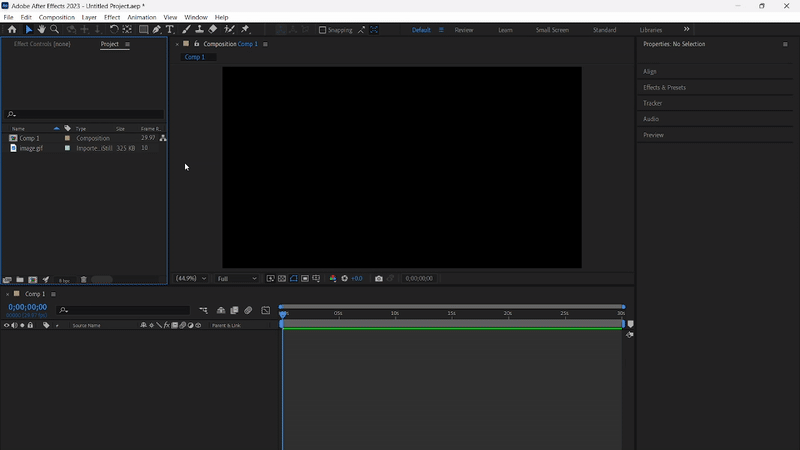 Adobe After Effects 2023 - Untitled Project.aep *
File Edit Composition Layer Effect Animation View Window Help
Snapping Default Review Learn Small Screen Standard Libraries
Effect Controls (none) Project
Composition Comp 1
Comp 1
Properties: No Selection
Align
Effects & Presets
Tracker
Audio
Preview
Name Type Size Frame R...
Comp 1 Composition 29.97
image.gif Importe...(Still 325 KB 10
8 bpc
(44.9%) Full +0.0 0;00;00;00
Comp 1
0;00;00;00
Source Name Parent & Link
05s 10s 15s 20s 25s 30s